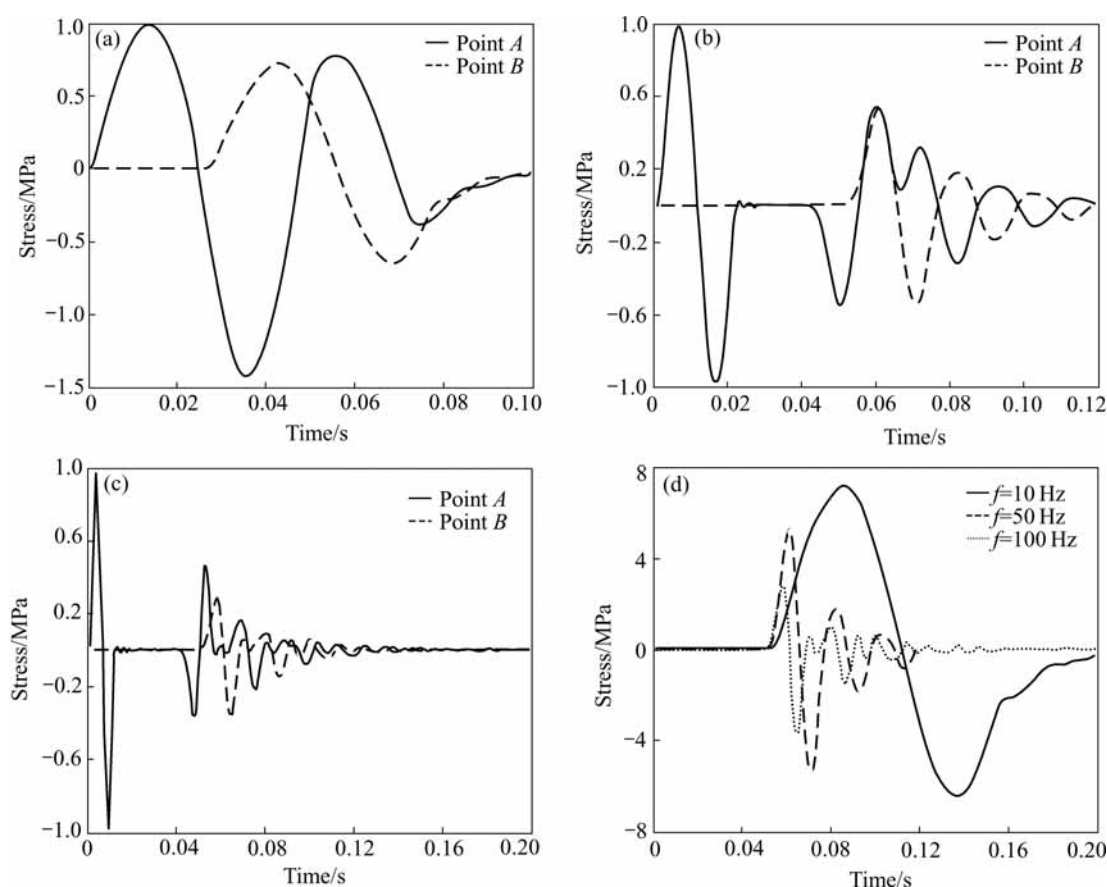 (a)
Point A
Point B
1.0
0.5
0
−0.5
−1.0
−1.5
Stress/MPa
0 0.02 0.04 0.06 0.08 0.10
Time/s
(b)
Point A
Point B
1.0
0.6
0.2
−0.2
−0.6
−1.0
Stress/MPa
0 0.02 0.04 0.06 0.08 0.10 0.12
Time/s
(c)
Point A
Point B
1.0
0.6
0.2
−0.2
−0.6
−1.0
Stress/MPa
0 0.04 0.08 0.12 0.16 0.20
Time/s
(d)
f=10 Hz
f=50 Hz
f=100 Hz
8
4
0
−4
−8
Stress/MPa
0 0.04 0.08 0.12 0.16 0.20
Time/s